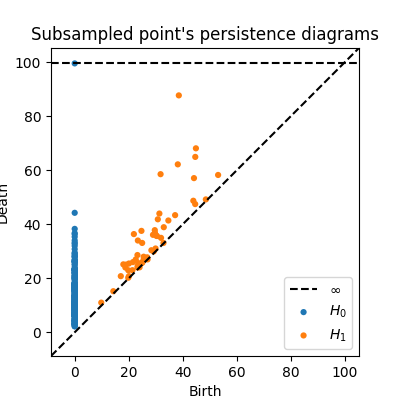 Subsampled point's persistence diagrams
100
80
60
40
20
0
Death
0 20 40 60 80 100
Birth
∞
H₀
H₁